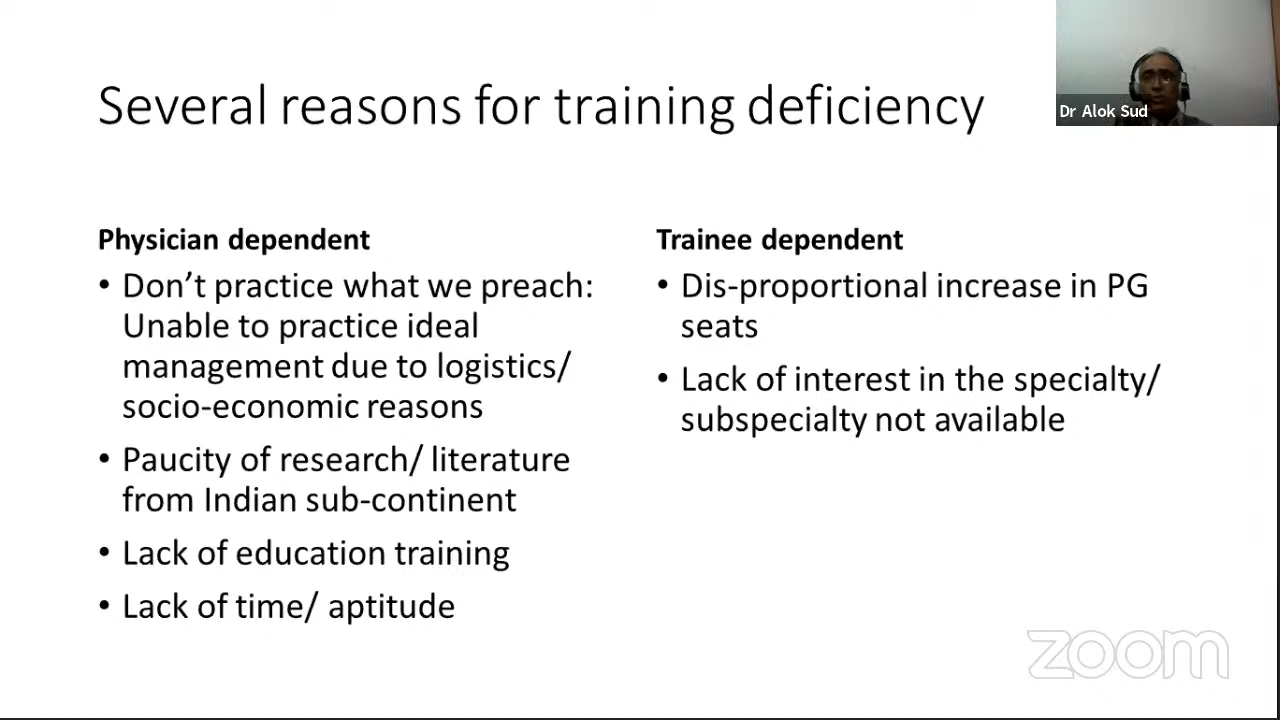 Several reasons for training deficiency
Dr Alok Sud
Physician dependent
• Don’t practice what we preach:
Unable to practice ideal
management due to logistics/
socio-economic reasons
• Paucity of research/ literature
from Indian sub-continent
• Lack of education training
• Lack of time/ aptitude
Trainee dependent
• Dis-proportional increase in PG
seats
• Lack of interest in the specialty/
subspecialty not available
zoom